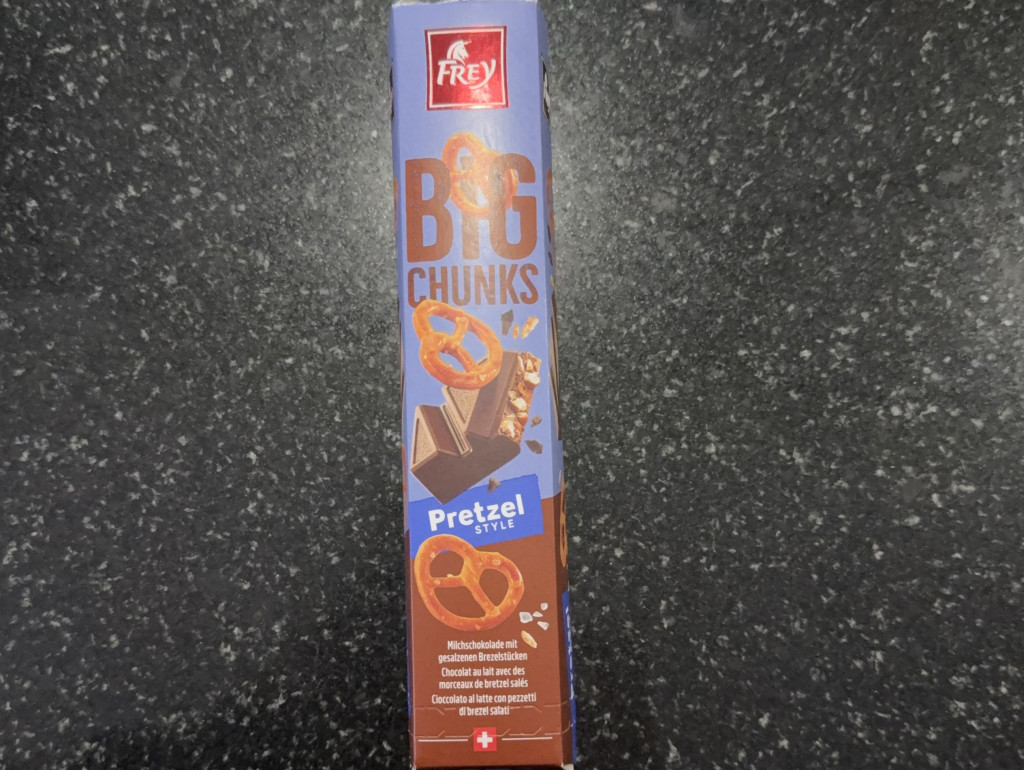 FREY
BIG
CHUNKS
Pretzel
STYLE
Milchschokolade mit
gesalzenen Brezelstücken
Chocolat au lait avec des
morceaux de bretzel salés
Cioccolato al latte con pezzetti
di brezel salati